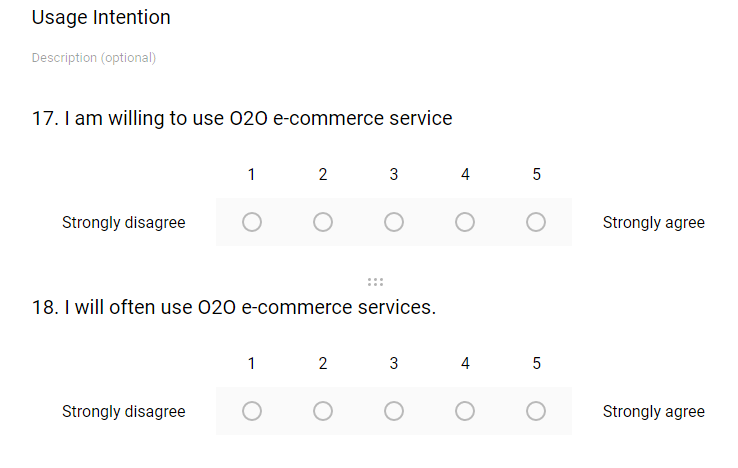 Usage Intention
Description (optional)
17. I am willing to use O2O e-commerce service
1 2 3 4 5
Strongly disagree Strongly agree
18. I will often use O2O e-commerce services.
1 2 3 4 5
Strongly disagree Strongly agree